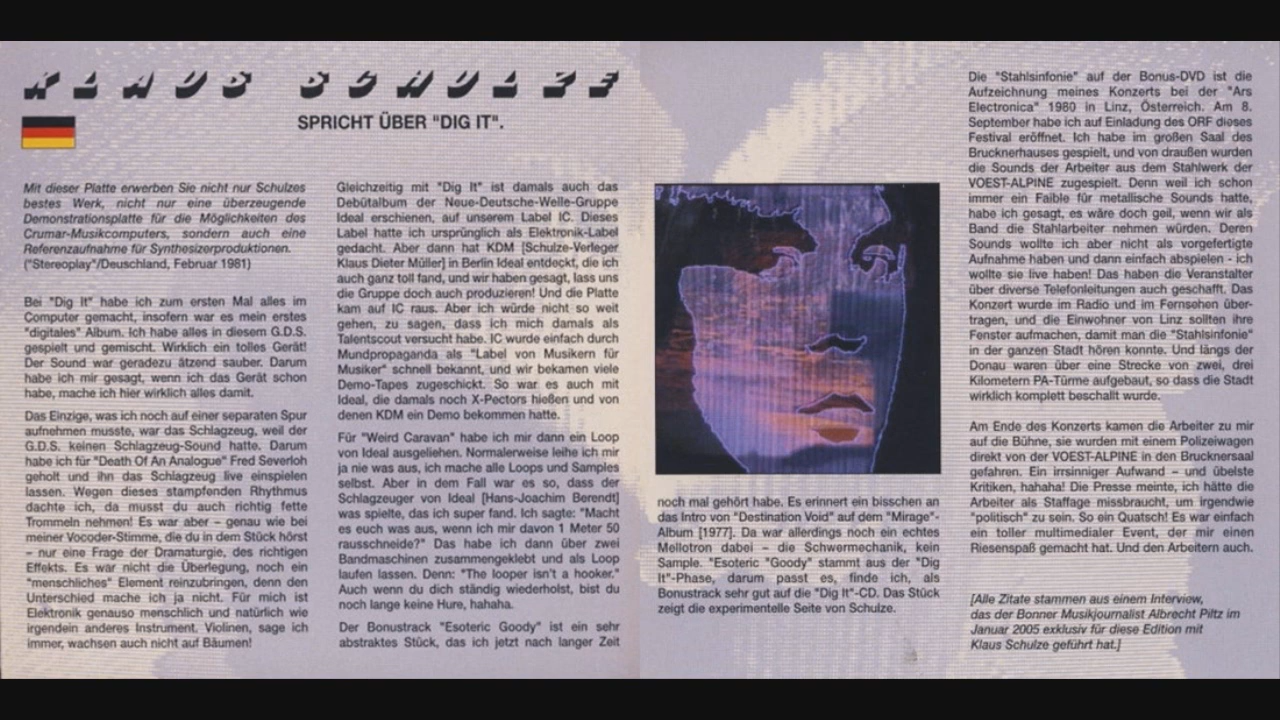 KLAUS SCHULZE
SPRICHT ÜBER "DIG IT".
Mit dieser Platte erwerben Sie nicht nur Schulzes
bestes Werk, nicht nur eine überzeugende
Demonstrationsplatte für die Möglichkeiten des
Crumar-Musikcomputers, sondern auch eine
Referenzaufnahme für Synthesizerproduktionen.
("Stereoplay"/Deuschland, Februar 1981)
Bei "Dig It" habe ich zum ersten Mal alles im
Computer gemacht, insofern war es mein erstes
"digitales" Album. Ich habe alles in diesem G.D.S.
gespielt und gemischt. Wirklich ein tolles Gerät!
Der Sound war geradezu ätzend sauber. Darum
habe ich mir gesagt, wenn ich das Gerät schon
habe, mache ich hier wirklich alles damit.
Das Einzige, was ich noch auf einer separaten Spur
aufnehmen musste, war das Schlagzeug, weil der
G.D.S. keinen Schlagzeug-Sound hatte. Darum
habe ich für "Death Of An Analogue" Fred Severloh
geholt und ihn das Schlagzeug live einspielen
lassen. Wegen dieses stampfenden Rhythmus
dachte ich, da musst du auch richtig fette
Trommeln nehmen! Es war aber – genau wie bei
meiner Vocoder-Stimme, die du in dem Stück hörst
– nur eine Frage der Dramaturgie, des richtigen
Effekts. Es war nicht die Überlegung, noch ein
"menschliches" Element reinzubringen, denn den
Unterschied mache ich ja nicht. Für mich ist
Elektronik genauso menschlich und natürlich wie
irgendein anderes Instrument. Violinen, sage ich
immer, wachsen auch nicht auf Bäumen!
Gleichzeitig mit "Dig It" ist damals auch das
Debütalbum der Neue-Deutsche-Welle-Gruppe
Ideal erschienen, auf unserem Label IC. Dieses
Label hatte ich ursprünglich als Elektronik-Label
gedacht. Aber dann hat KDM [Schulze-Verleger
Klaus Dieter Müller] in Berlin Ideal entdeckt, die ich
auch ganz toll fand, und wir haben gesagt, lass uns
die Gruppe doch auch produzieren! Und die Platte
kam auf IC raus. Aber ich würde nicht so weit
gehen, zu sagen, dass ich mich damals als
Talentscout versucht habe. IC wurde einfach durch
Mundpropaganda als "Label von Musikern für
Musiker" schnell bekannt, und wir bekamen viele
Demo-Tapes zugeschickt. So war es auch mit
Ideal, die damals noch X-Pectors hießen und von
denen KDM ein Demo bekommen hatte.
Für "Weird Caravan" habe ich mir dann ein Loop
von Ideal ausgeliehen. Normalerweise leihe ich mir
ja nie was aus, ich mache alle Loops und Samples
selbst. Aber in dem Fall war es so, dass der
Schlagzeuger von Ideal [Hans-Joachim Berendt]
was spielte, das ich super fand. Ich sagte: "Macht
es euch was aus, wenn ich mir davon 1 Meter 50
rausschneide?" Das habe ich dann über zwei
Bandmaschinen zusammengeklebt und als Loop
laufen lassen. Denn: "The looper isn't a hooker."
Auch wenn du dich ständig wiederholst, bist du
noch lange keine Hure, hahaha.
Der Bonustrack "Esoteric Goody" ist ein sehr
abstraktes Stück, das ich jetzt nach langer Zeit
noch mal gehört habe. Es erinnert ein bisschen an
das Intro von "Destination Void" auf dem "Mirage"-
Album [1977]. Da war allerdings noch ein echtes
Mellotron dabei – die Schwermechanik, kein
Sample. "Esoteric "Goody" stammt aus der "Dig
It"-Phase, darum passt es, finde ich, als
Bonustrack sehr gut auf die "Dig It"-CD. Das Stück
zeigt die experimentelle Seite von Schulze.
Die "Stahlsinfonie" auf der Bonus-DVD ist die
Aufzeichnung meines Konzerts bei der "Ars
Electronica" 1980 in Linz, Österreich. Am 8.
September habe ich auf Einladung des ORF dieses
Festival eröffnet. Ich habe im großen Saal des
Brucknerhauses gespielt, und von draußen wurden
die Sounds der Arbeiter aus dem Stahlwerk der
VOEST-ALPINE zugespielt. Denn weil ich schon
immer ein Faible für metallische Sounds hatte,
habe ich gesagt, es wäre doch geil, wenn wir als
Band die Stahlarbeiter nehmen würden. Deren
Sounds wollte ich aber nicht als vorgefertigte
Aufnahme haben und dann einfach abspielen - ich
wollte sie live haben! Das haben die Veranstalter
über diverse Telefonleitungen auch geschafft. Das
Konzert wurde im Radio und im Fernsehen über-
tragen, und die Einwohner von Linz sollten ihre
Fenster aufmachen, damit man die "Stahlsinfonie"
in der ganzen Stadt hören konnte. Und längs der
Donau waren über eine Strecke von zwei, drei
Kilometern PA-Türme aufgebaut, so dass die Stadt
wirklich komplett beschallt wurde.
Am Ende des Konzerts kamen die Arbeiter zu mir
auf die Bühne, sie wurden mit einem Polizeiwagen
direkt von der VOEST-ALPINE in den Brucknersaal
gefahren. Ein irrsinniger Aufwand – und übelste
Kritiken, hahaha! Die Presse meinte, ich hätte die
Arbeiter als Staffage missbraucht, um irgendwie
"politisch" zu sein. So ein Quatsch! Es war einfach
ein toller multimedialer Event, der mir einen
Riesenspaß gemacht hat. Und den Arbeitern auch.
[Alle Zitate stammen aus einem Interview,
das der Bonner Musikjournalist Albrecht Piltz im
Januar 2005 exklusiv für diese Edition mit
Klaus Schulze geführt hat.]